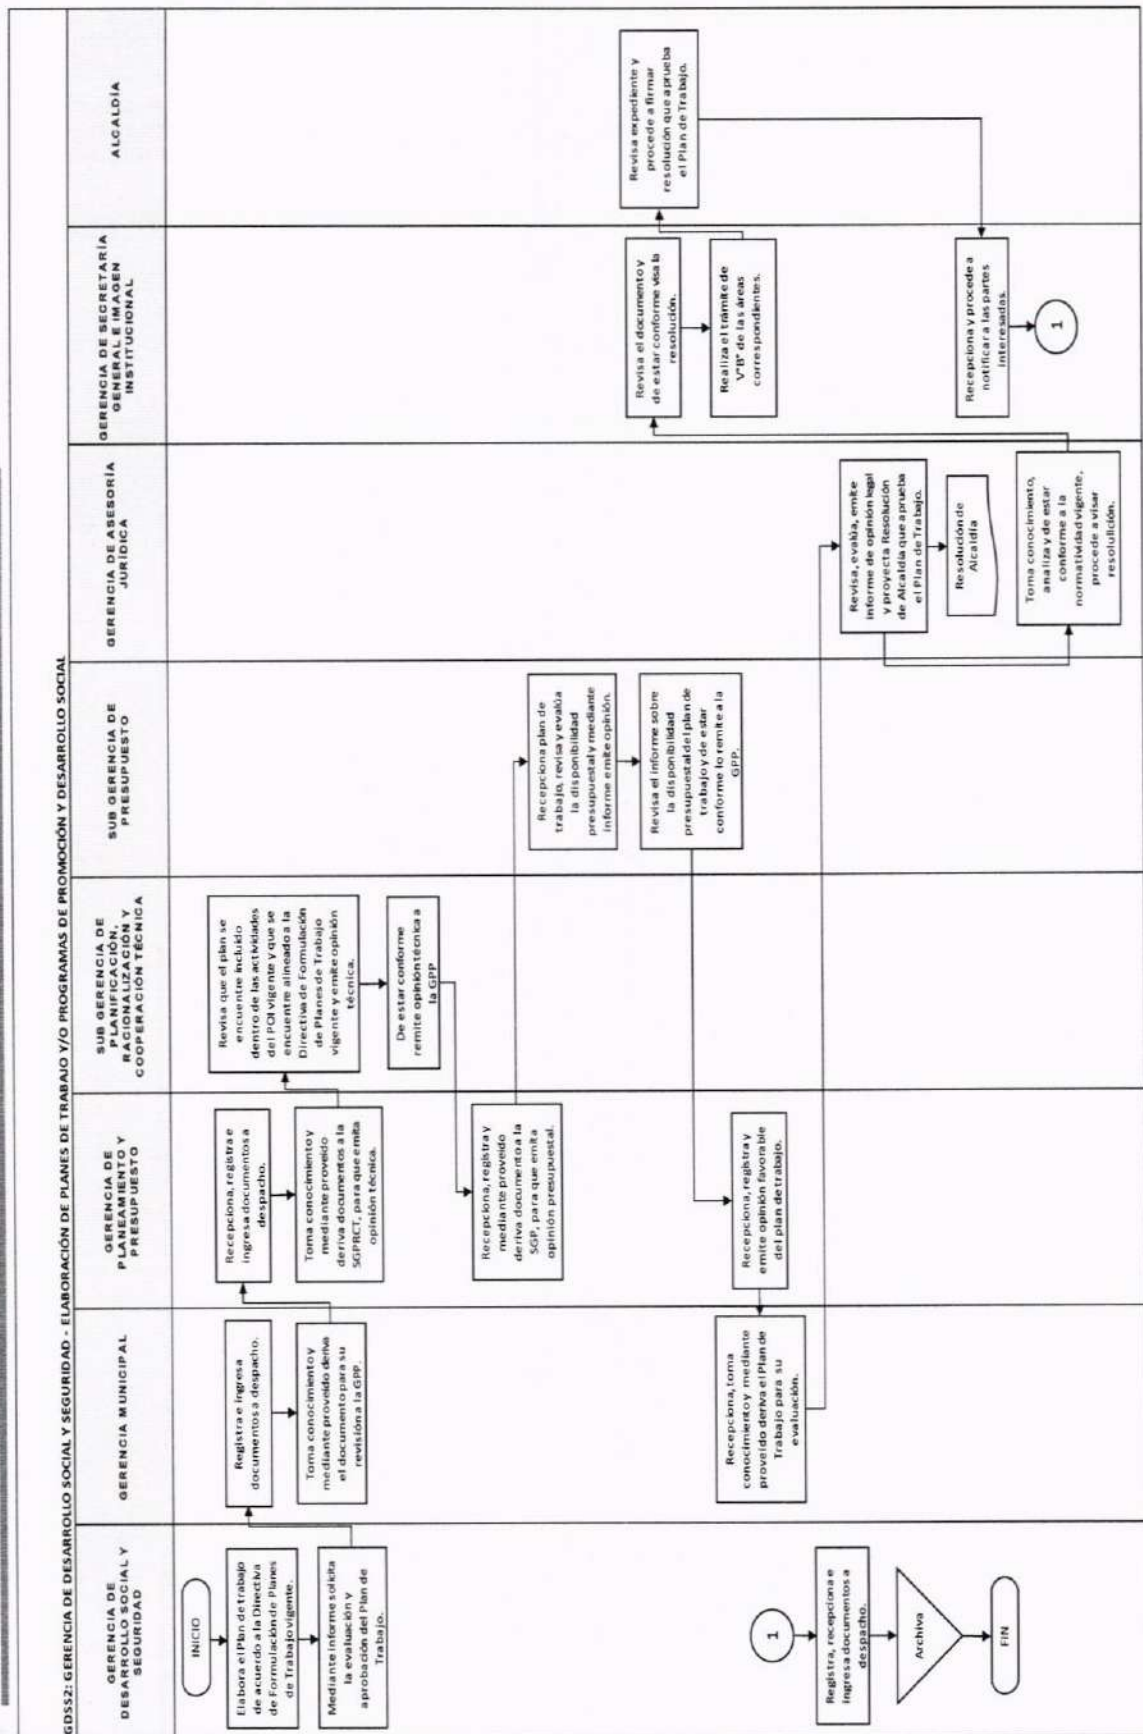 GDSS2: GERENCIA DE DESARROLLO SOCIAL Y SEGURIDAD - ELABORACIÓN DE PLANES DE TRABAJO Y/O PROGRAMAS DE PROMOCIÓN Y DESARROLLO SOCIAL
GERENCIA DE
DESARROLLO SOCIAL Y
SEGURIDAD
GERENCIA MUNICIPAL
GERENCIA DE
PLANEAMIENTO Y
PRESUPUESTO
SUB GERENCIA DE
PLANIFICACIÓN,
RACIONALIZACIÓN Y
COOPERACIÓN TÉCNICA
SUB GERENCIA DE
PRESUPUESTO
GERENCIA DE ASESORÍA
JURÍDICA
GERENCIA DE SECRETARÍA
GENERAL E IMAGEN
INSTITUCIONAL
ALCALDÍA
INICIO
Elabora el Plan de trabajo
de acuerdo a la Directiva
de Formulación de Planes
de Trabajo vigente.
Mediante informe solicita
la evaluación y
aprobación del Plan de
Trabajo.
Registra e ingresa
documentos a despacho.
Toma conocimiento y
mediante proveido deriva
el documento para su
revisión a la GPP.
Recepciona, registra e
ingresa documentos a
despacho.
Toma conocimiento y
mediante proveido
deriva documentos a la
SGPRCT, para que emita
opinión técnica.
Revisa que el plan se
encuentre incluido
dentro de las actividades
del POI vigente y que se
encuentre alineado a la
Directiva de Formulación
de Planes de Trabajo
vigente y emite opinión
técnica.
De estar conforme
remite opinión técnica a
la GPP
Recepciona, registra y
mediante proveido
deriva documento a la
SGP, para que emita
opinión presupuestal.
Recepciona plan de
trabajo, revisa y evalúa
la disponibilidad
presupuestal y mediante
informe emite opinión.
Revisa el informe sobre
la disponibilidad
presupuestal del plan de
trabajo y de estar
conforme lo remite a la
GPP.
Recepciona, registra y
emite opinión favorable
del plan de trabajo.
Recepciona, toma
conocimiento y mediante
proveido deriva el Plan de
Trabajo para su
evaluación.
Revisa, evalúa, emite
informe de opinión legal
y proyecta Resolución
de Alcaldía que aprueba
el Plan de Trabajo.
Resolución de
Alcaldía
Toma conocimiento,
analiza y de estar
conforme a la
normatividad vigente,
procede a visar
resolulición.
Revisa el documento y
de estar conforme visa la
resolución.
Realiza el trámite de
V°B° de las áreas
correspondientes.
Revisa expediente y
procede a firmar
resolución que aprueba
el Plan de Trabajo.
Recepciona y procede a
notificar a las partes
interesadas.
1
1
Registra, recepciona e
ingresa documentos a
despacho.
Archiva
FIN